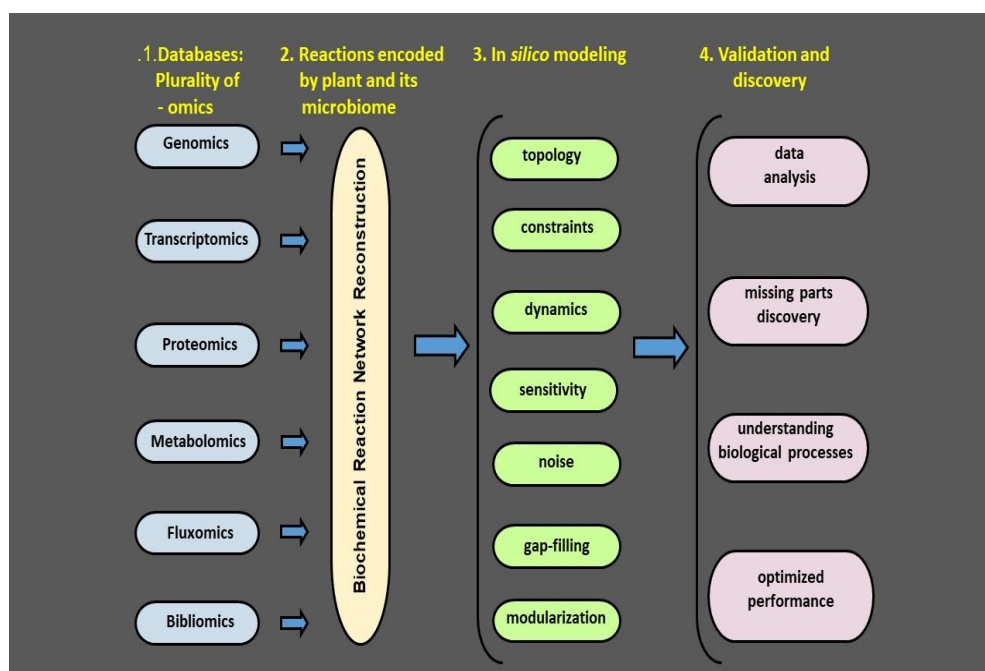 .1.Databases:
Plurality of
- omics
2. Reactions encoded
by plant and its
microbiome
3. In silico modeling
4. Validation and
discovery
Genomics
Transcriptomics
Proteomics
Metabolomics
Fluxomics
Bibliomics
Biochemical Reaction Network Reconstruction
topology
constraints
dynamics
sensitivity
noise
gap-filling
modularization
data
analysis
missing parts
discovery
understanding
biological processes
optimized
performance